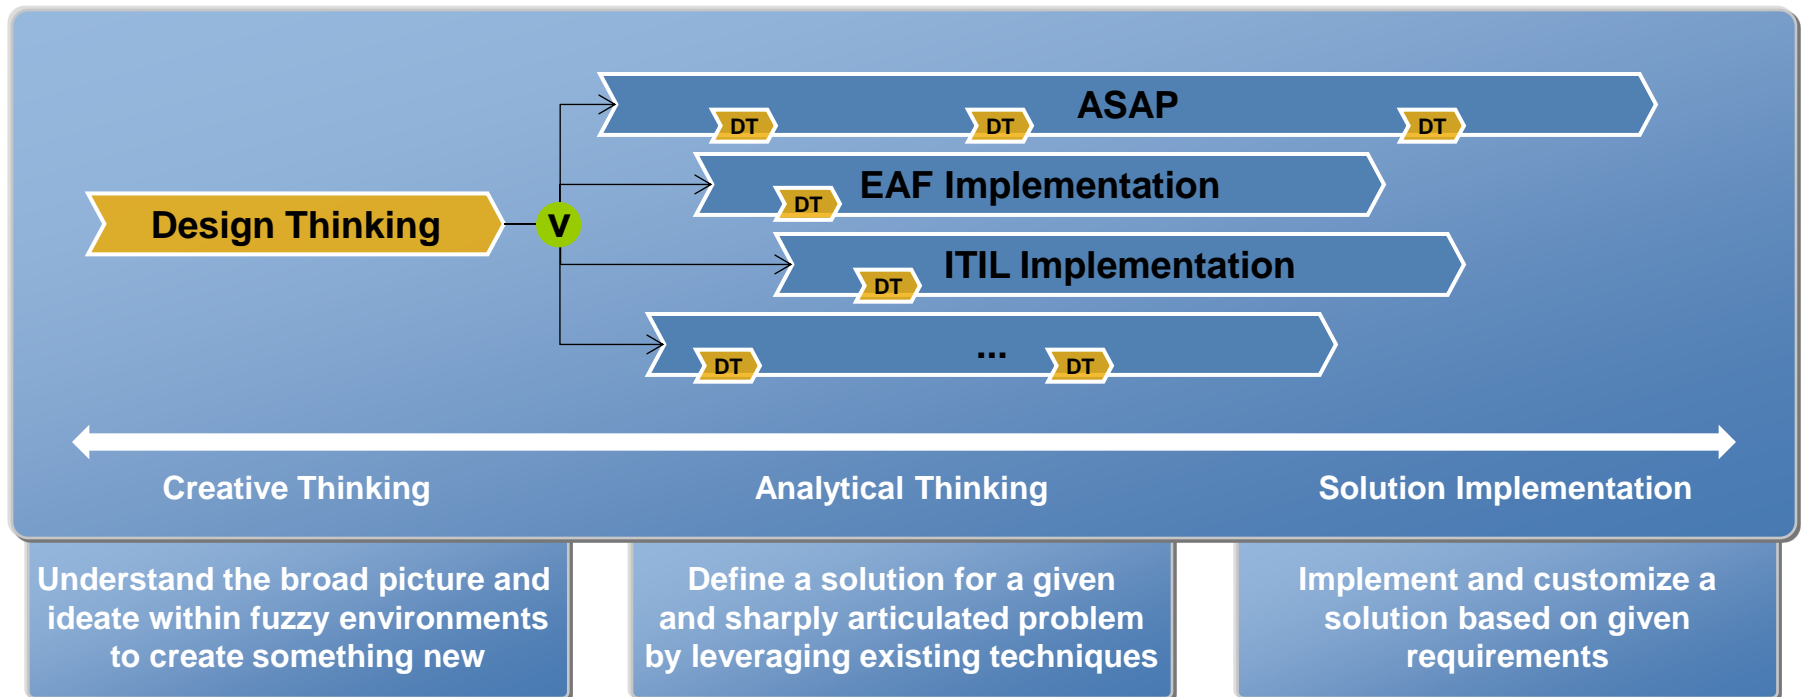 ASAP
DT
DT
DT
EAF Implementation
DT
Design Thinking
V
ITIL Implementation
DT
...
DT
DT
Creative Thinking
Analytical Thinking
Solution Implementation
Understand the broad picture and
ideate within fuzzy environments
to create something new
Define a solution for a given
and sharply articulated problem
by leveraging existing techniques
Implement and customize a
solution based on given
requirements